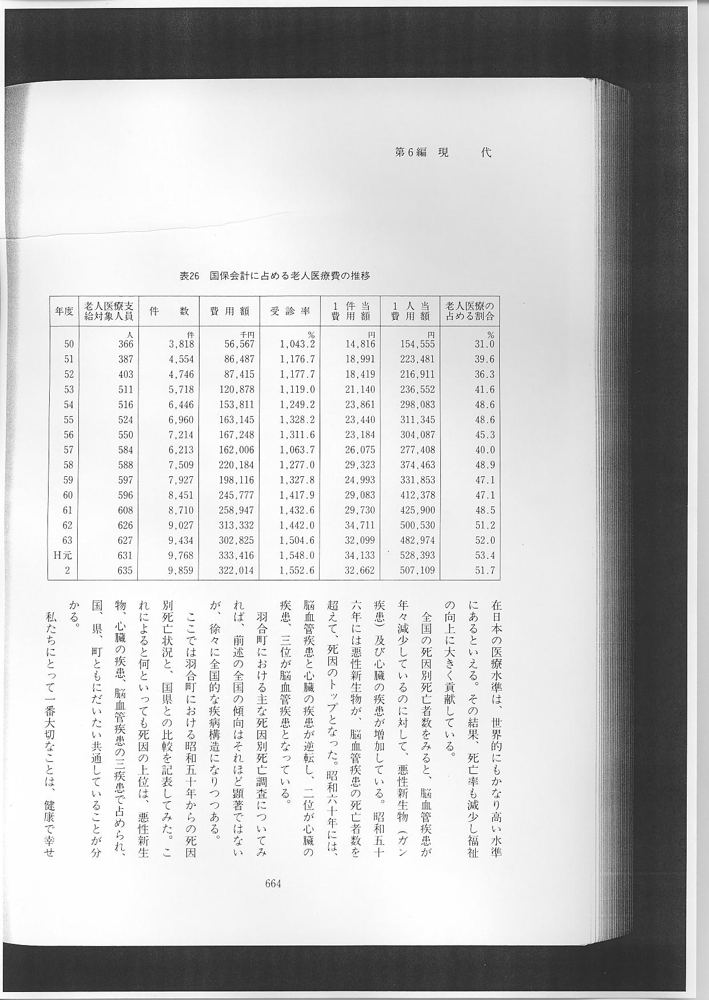 第6編 現 代
表26 国保会計に占める老人医療費の推移
年度 老人医療支給対象人員 件数 費用額 受診率 1件当費用額 1人当費用額 老人医療の占める割合
人 件 千円 % 円 円 %
50 366 3,818 56,567 1,043.2 14,816 154,555 31.0
51 387 4,554 86,487 1,176.7 18,991 223,481 39.6
52 403 4,746 87,415 1,177.7 18,419 216,911 36.3
53 511 5,718 120,878 1,119.0 21,140 236,552 41.6
54 516 6,446 153,811 1,249.2 23,861 298,083 48.6
55 524 6,960 163,145 1,328.2 23,440 311,345 48.6
56 550 7,214 167,248 1,311.6 23,184 304,087 45.3
57 584 6,213 162,006 1,063.7 26,075 277,408 40.0
58 588 7,509 220,184 1,277.0 29,323 374,463 48.9
59 597 7,927 198,116 1,327.8 24,993 331,853 47.1
60 596 8,451 245,777 1,417.9 29,083 412,378 47.1
61 608 8,710 258,947 1,432.6 29,730 425,900 48.5
62 626 9,027 313,332 1,442.0 34,711 500,530 51.2
63 627 9,434 302,825 1,504.6 32,099 482,974 52.0
H元 631 9,768 333,416 1,548.0 34,133 528,393 53.4
2 635 9,859 322,014 1,552.6 32,662 507,109 51.7
在日本の医療水準は、世界的にもかなり高い水準
にあるといえる。その結果、死亡率も減少し福祉
の向上に大きく貢献している。
全国の死因別死亡者数をみると、脳血管疾患が
年々減少しているのに対して、悪性新生物（ガン
疾患）及び心臓の疾患が増加している。昭和五十
六年には悪性新生物が、脳血管疾患の死亡者数を
超えて、死因のトップとなった。昭和六十年には、
脳血管疾患と心臓の疾患が逆転し、二位が心臓の
疾患、三位が脳血管疾患となっている。
羽合町における主な死因別死亡調査についてみ
れば、前述の全国の傾向はそれほど顕著ではない
が、徐々に全国的な疾病構造になりつつある。
ここでは羽合町における昭和五十年からの死因
別死亡状況と、国県との比較を記表してみた。こ
れによると何といっても死因の上位は、悪性新生
物、心臓の疾患、脳血管疾患の三疾患で占められ、
国、県、町ともにだいたい共通していることが分
かる。
私たちにとって一番大切なことは、健康で幸せ
664